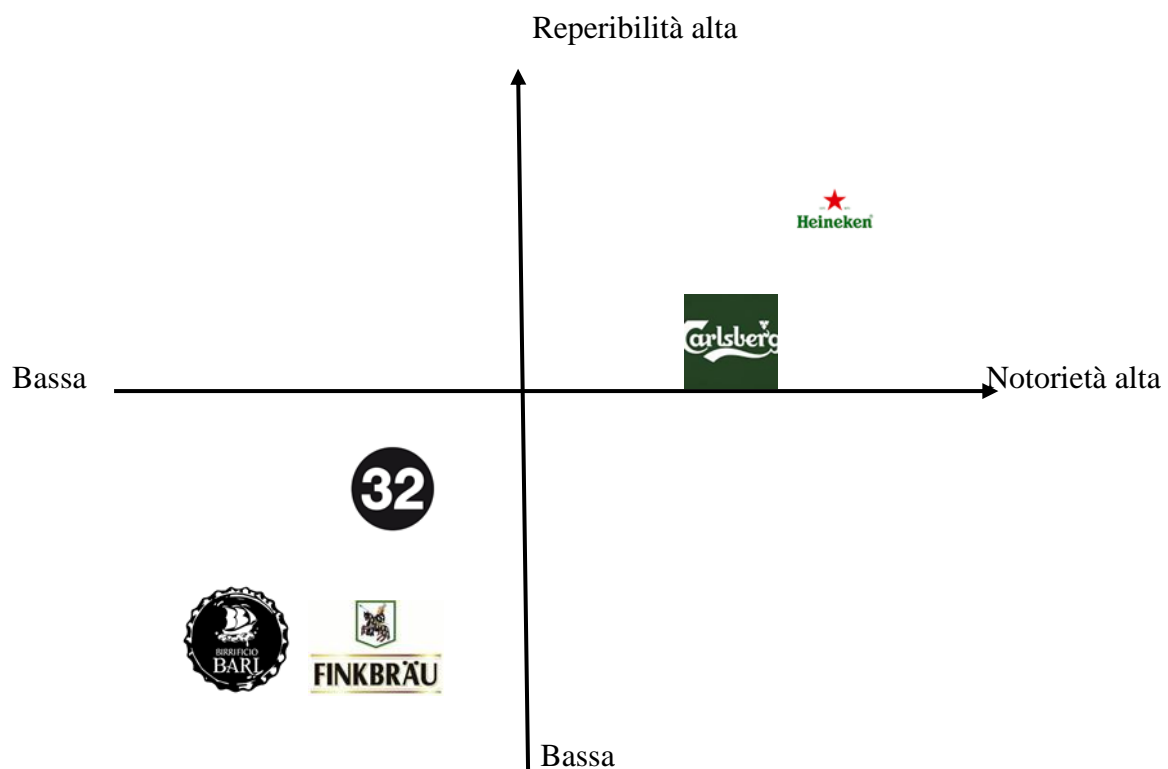 Reperibilità alta
Heineken
Carlsberg
Bassa
Notorietà alta
32
BIRRIFICIO
BARI
FINKBRÄU
Bassa